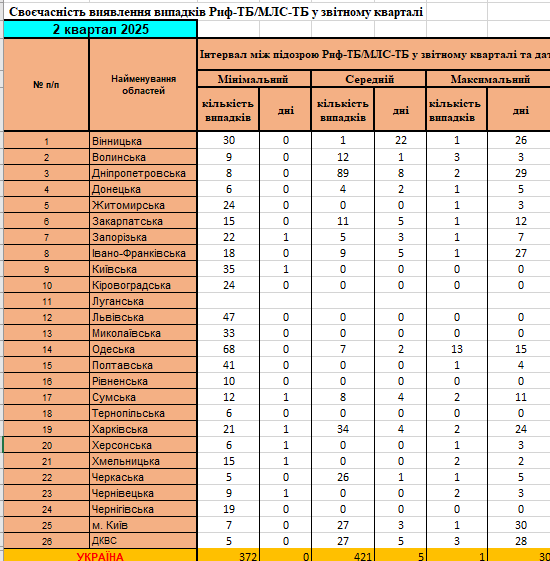 Своєчасність виявлення випадків Риф-ТБ/МЛС-ТБ у звітному кварталі
2 квартал 2025
№ п/п Найменування областей Інтервал між підозрою Риф-ТБ/МЛС-ТБ у звітному кварталі та дат
Мінімальний Середній Максимальний
кількість випадків дні кількість випадків дні кількість випадків дні
1 Вінницька 30 0 1 22 1 26
2 Волинська 9 0 12 1 3 3
3 Дніпропетровська 8 0 89 8 2 29
4 Донецька 6 0 4 2 1 5
5 Житомирська 24 0 0 0 1 3
6 Закарпатська 15 0 11 5 1 12
7 Запорізька 22 1 5 3 1 7
8 Івано-Франківська 18 0 9 5 1 27
9 Київська 35 1 0 0 0 0
10 Кіровоградська 24 0 0 0 0 0
11 Луганська
12 Львівська 47 0 0 0 0 0
13 Миколаївська 33 0 0 0 0 0
14 Одеська 68 0 7 2 13 15
15 Полтавська 41 0 0 0 1 4
16 Рівненська 10 0 0 0 0 0
17 Сумська 12 1 8 4 2 11
18 Тернопільська 6 0 0 0 0 0
19 Харківська 21 1 34 4 2 24
20 Херсонська 6 0 0 0 1 3
21 Хмельницька 15 1 0 0 2 2
22 Черкаська 5 0 26 1 1 5
23 Чернівецька 9 1 0 0 2 3
24 Чернігівська 19 0 0 0 0 0
25 м. Київ 7 0 27 3 1 30
26 ДКВС 5 0 27 5 3 28
УКРАЇНА 372 0 421 5 1 30